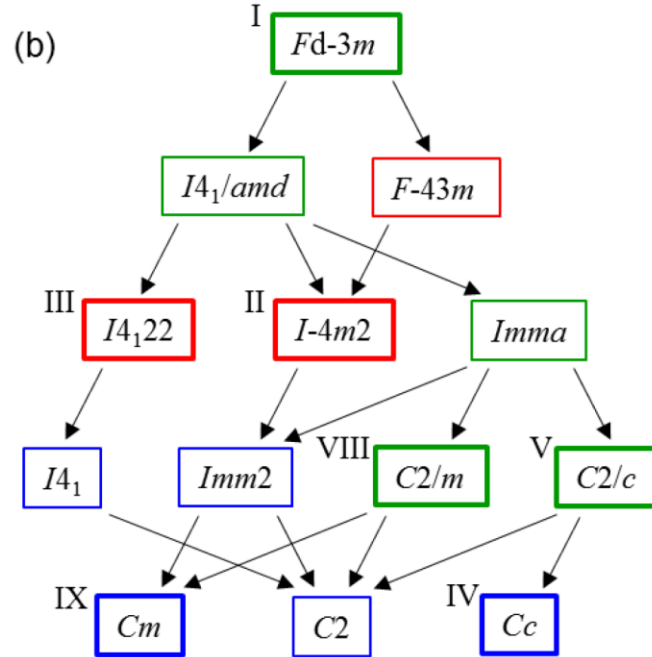 (b)
I
Fd-3m
I4₁/amd
F-43m
III
I4₁22
II
I-4m2
Imma
I4₁
Imm2
VIII
C2/m
V
C2/c
IX
Cm
C2
IV
Cc